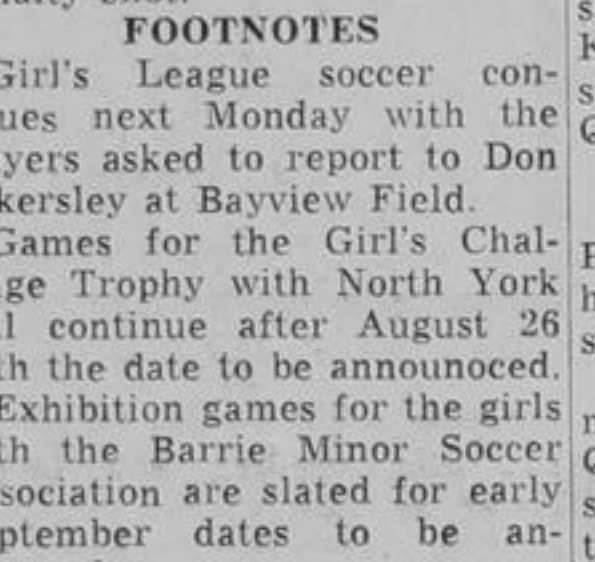 FOOTNOTES
Girl's League soccer con-
ues next Monday with the
yers asked to report to Don
kersley at Bayview Field.
Games for the Girl's Chal-
ge Trophy with North York
l continue after August 26
th the date to be announoced.
Exhibition games for the girls
th the Barrie Minor Soccer
sociation are slated for early
ptember dates to be an-